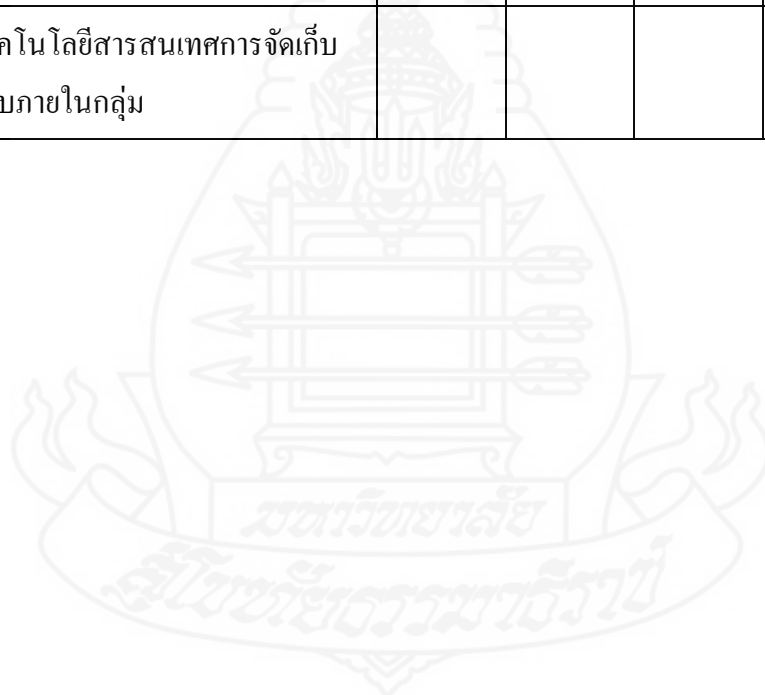 คโนโลยีสารสนเทศการจัดเก็บ
บภายในกลุ่ม
มหาวิทยาลัย
สุโขทัยธรรมาธิราช